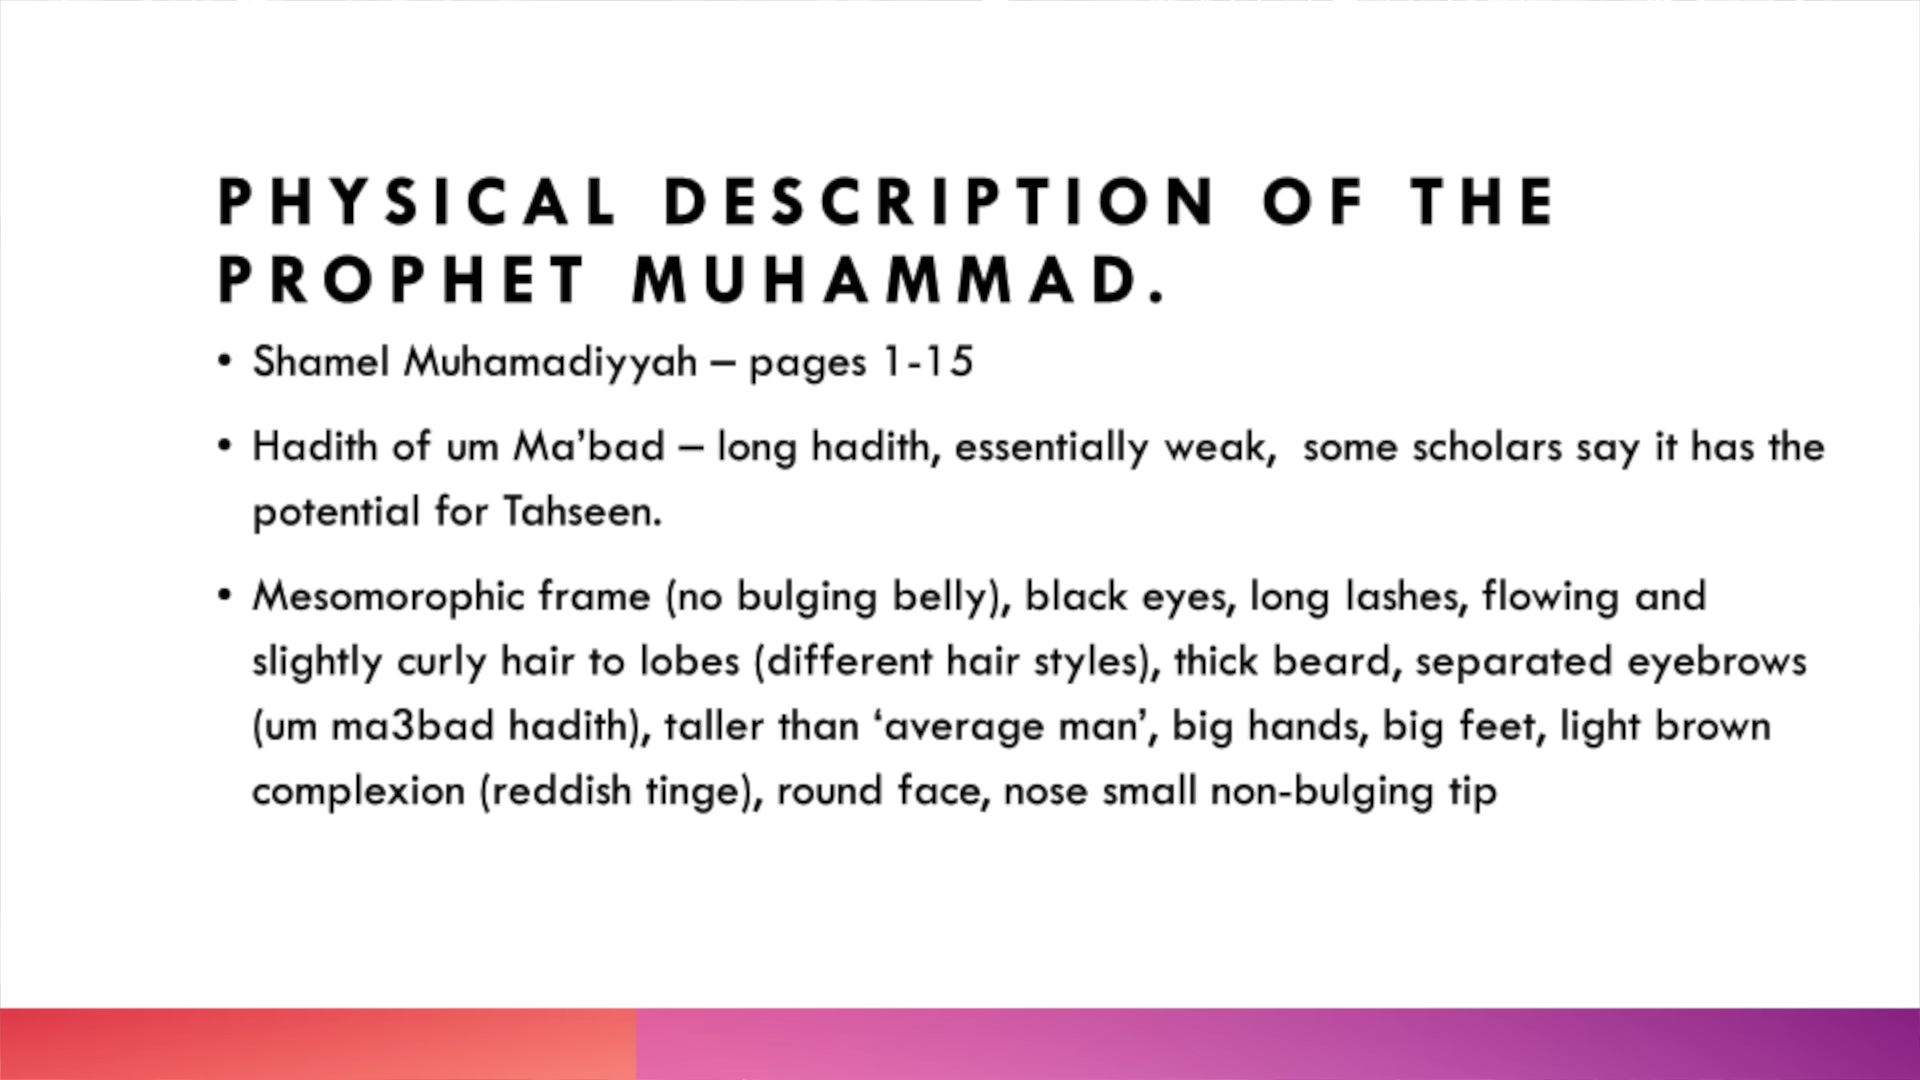 PHYSICAL DESCRIPTION OF THE
PROPHET MUHAMMAD.
• Shamel Muhamadiyyah – pages 1-15
• Hadith of um Ma’bad – long hadith, essentially weak,  some scholars say it has the
potential for Tahseen.
• Mesomorophic frame (no bulging belly), black eyes, long lashes, flowing and
slightly curly hair to lobes (different hair styles), thick beard, separated eyebrows
(um ma3bad hadith), taller than ‘average man’, big hands, big feet, light brown
complexion (reddish tinge), round face, nose small non-bulging tip